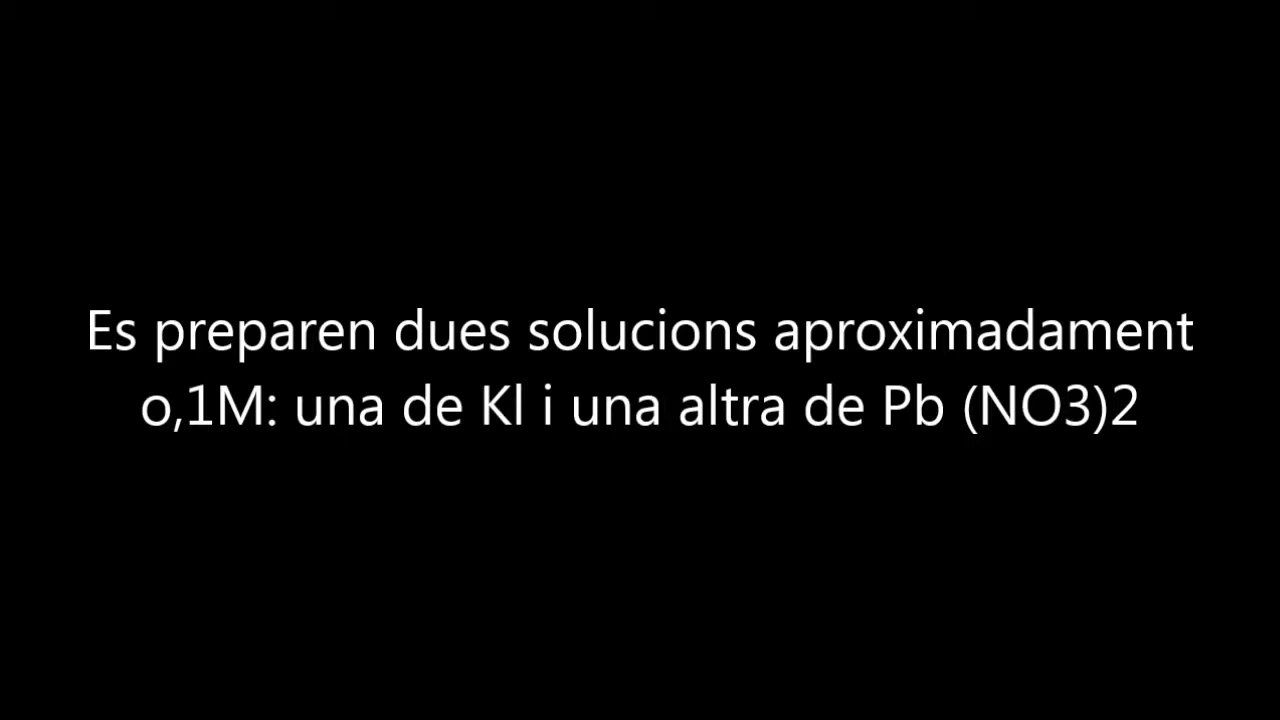 Es preparen dues solucions aproximadament
o,1M: una de Kl i una altra de Pb (NO3)2